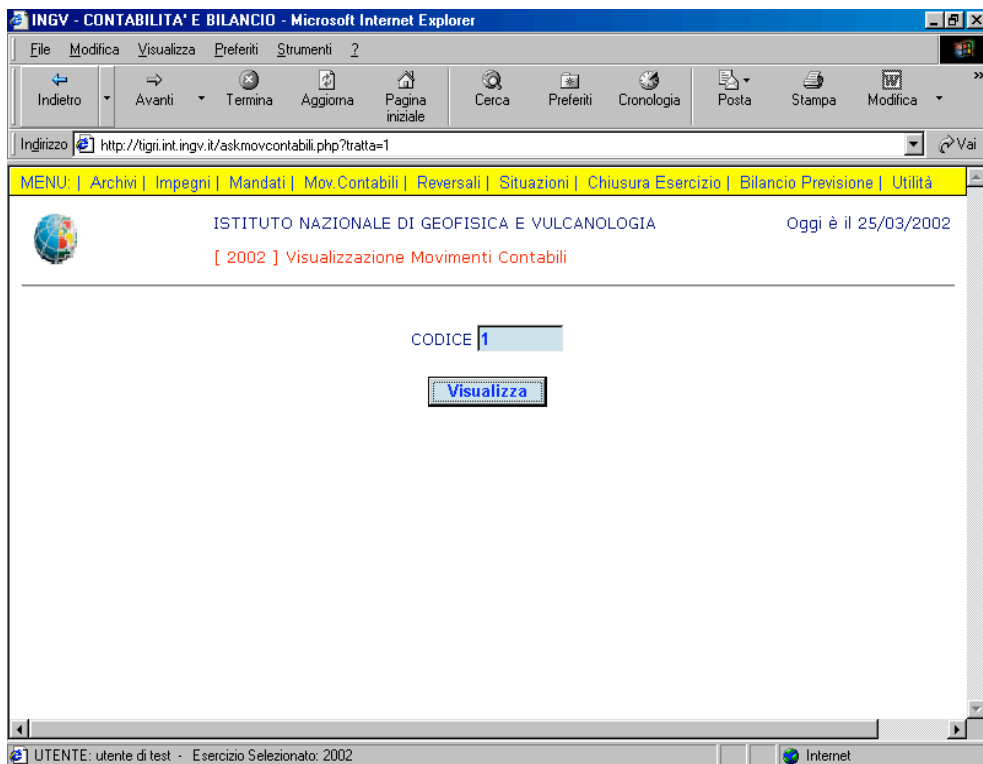 INGV - CONTABILITA' E BILANCIO - Microsoft Internet Explorer
File Modifica Visualizza Preferiti Strumenti ?
Indietro Avanti Termina Aggiorna Pagina iniziale Cerca Preferiti Cronologia Posta Stampa Modifica »
Indirizzo http://tigri.int.ingv.it/askmovcontabili.php?tratta=1 Vai
MENU: | Archivi | Impegni | Mandati | Mov.Contabili | Reversali | Situazioni | Chiusura Esercizio | Bilancio Previsione | Utilità
ISTITUTO NAZIONALE DI GEOFISICA E VULCANOLOGIA Oggi è il 25/03/2002
[ 2002 ] Visualizzazione Movimenti Contabili
CODICE 1
Visualizza
UTENTE: utente di test - Esercizio Selezionato: 2002 Internet